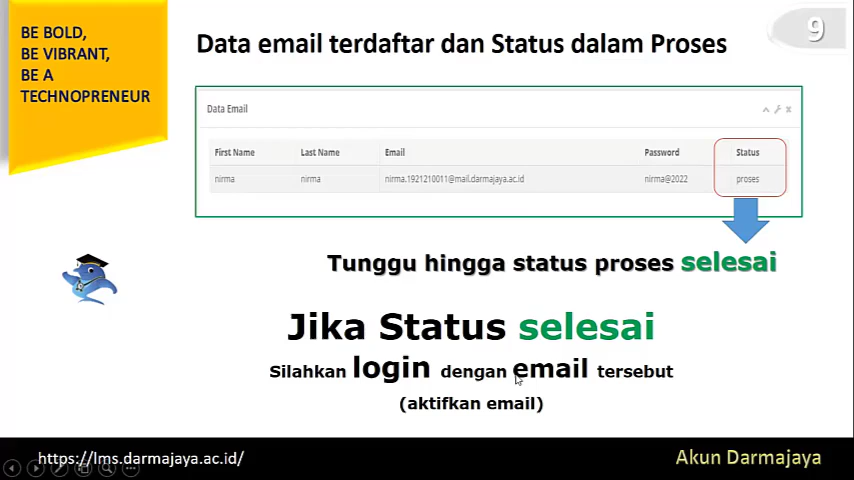 BE BOLD,
BE VIBRANT,
BE A
TECHNOPRENEUR
9
Data email terdaftar dan Status dalam Proses
Data Email
First Name Last Name Email Password Status
nirma nirma nirma.1921210011@mail.darmajaya.ac.id nirma@2022 proses
Tunggu hingga status proses selesai
Jika Status selesai
Silahkan login dengan email tersebut
(aktifkan email)
https://lms.darmajaya.ac.id/
Akun Darmajaya